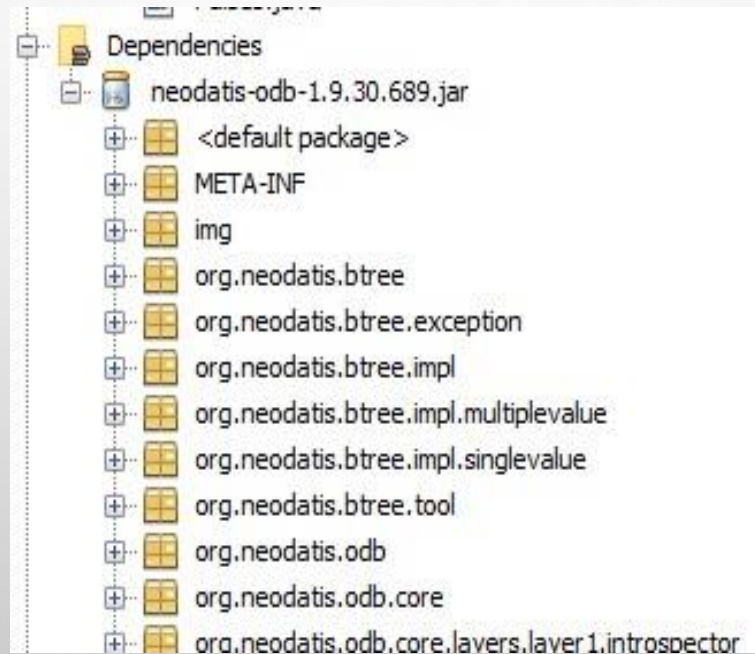 Dependencies
neodatis-odb-1.9.30.689.jar
<default package>
META-INF
img
org.neodatis.btree
org.neodatis.btree.exception
org.neodatis.btree.impl
org.neodatis.btree.impl.multiplevalue
org.neodatis.btree.impl.singlevalue
org.neodatis.btree.tool
org.neodatis.odb
org.neodatis.odb.core
org.neodatis.odb.core.layers.layer1.introspector